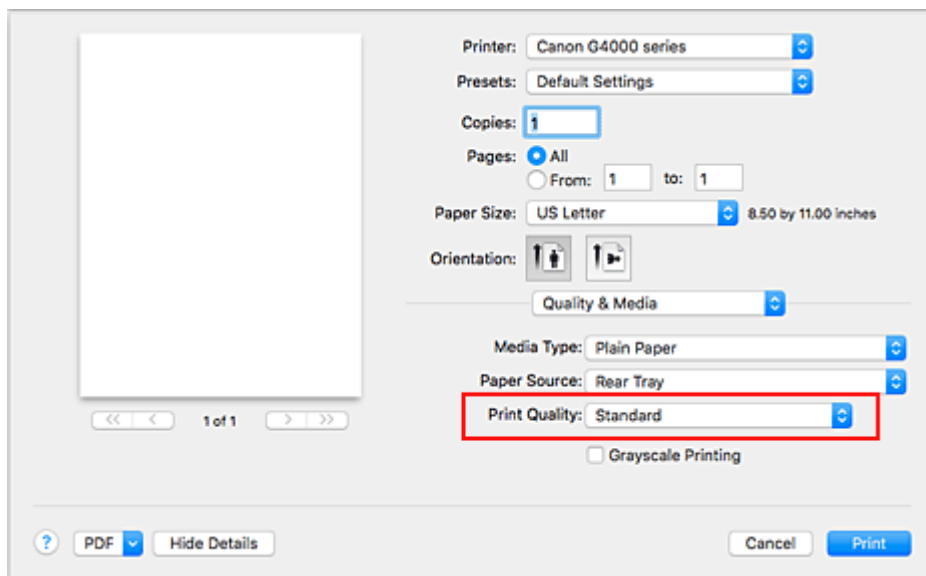 Printer: Canon G4000 series
Presets: Default Settings
Copies: 1
Pages: All
From: 1 to: 1
Paper Size: US Letter 8.50 by 11.00 inches
Orientation:
Quality & Media
Media Type: Plain Paper
Paper Source: Rear Tray
Print Quality: Standard
Grayscale Printing
<< < 1 of 1 > >>
? PDF Hide Details Cancel Print